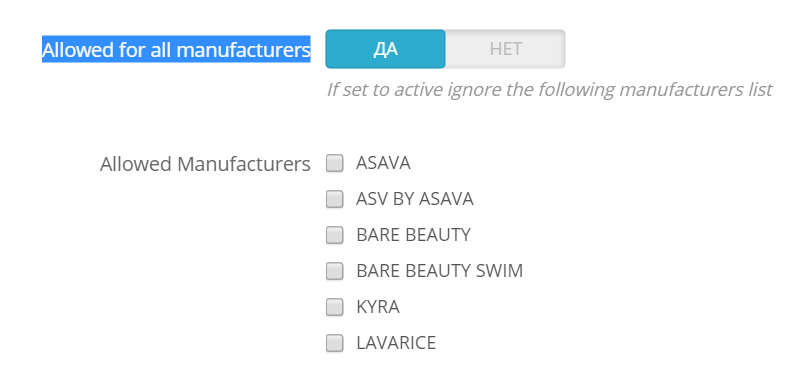 Allowed for all manufacturers ДА НЕТ
If set to active ignore the following manufacturers list
Allowed Manufacturers ASAVA
ASV BY ASAVA
BARE BEAUTY
BARE BEAUTY SWIM
KYRA
LAVARICE